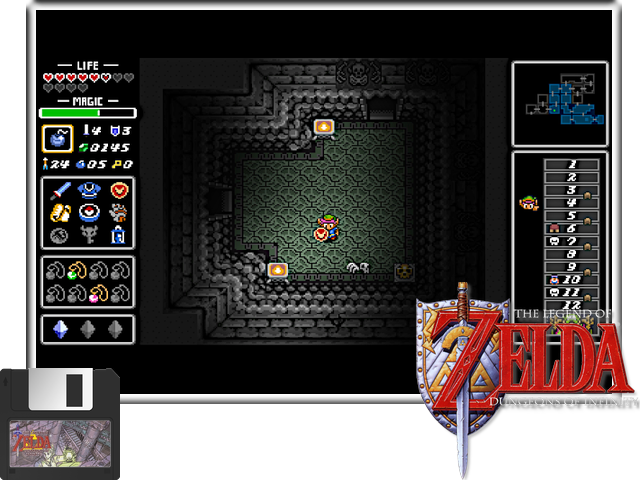 — LIFE —
— MAGIC —
14 3
0145
24 05 0
1
2
3
4
5
6
7
8
9
10
11
12
THE LEGEND OF
ZELDA
DUNGEONS OF INFINITY
ZELDA